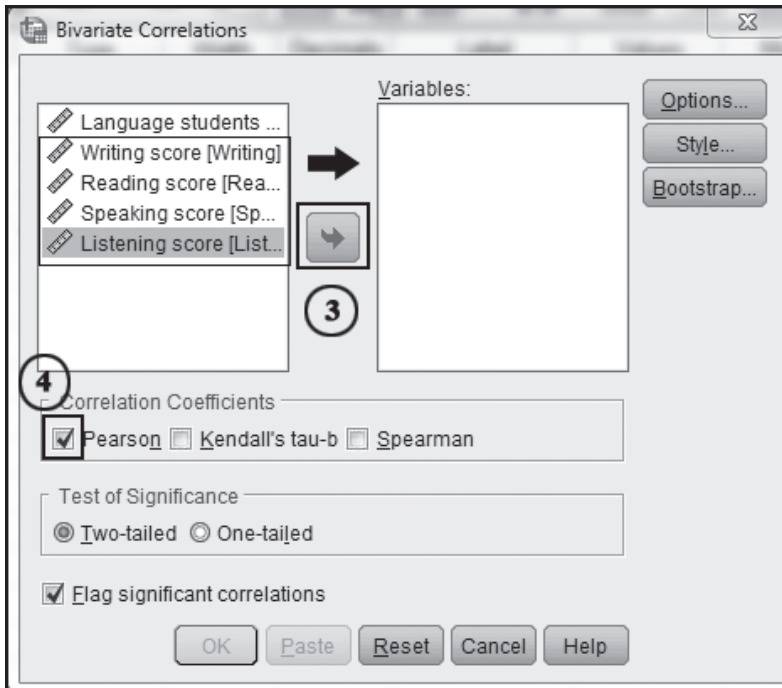 Bivariate Correlations
Variables:
Language students ...
Writing score [Writing]
Reading score [Rea...
Speaking score [Sp...
Listening score [List...
Options...
Style...
Bootstrap...
3
4
Correlation Coefficients
Pearson Kendall's tau-b Spearman
Test of Significance
Two-tailed One-tailed
Flag significant correlations
OK Paste Reset Cancel Help